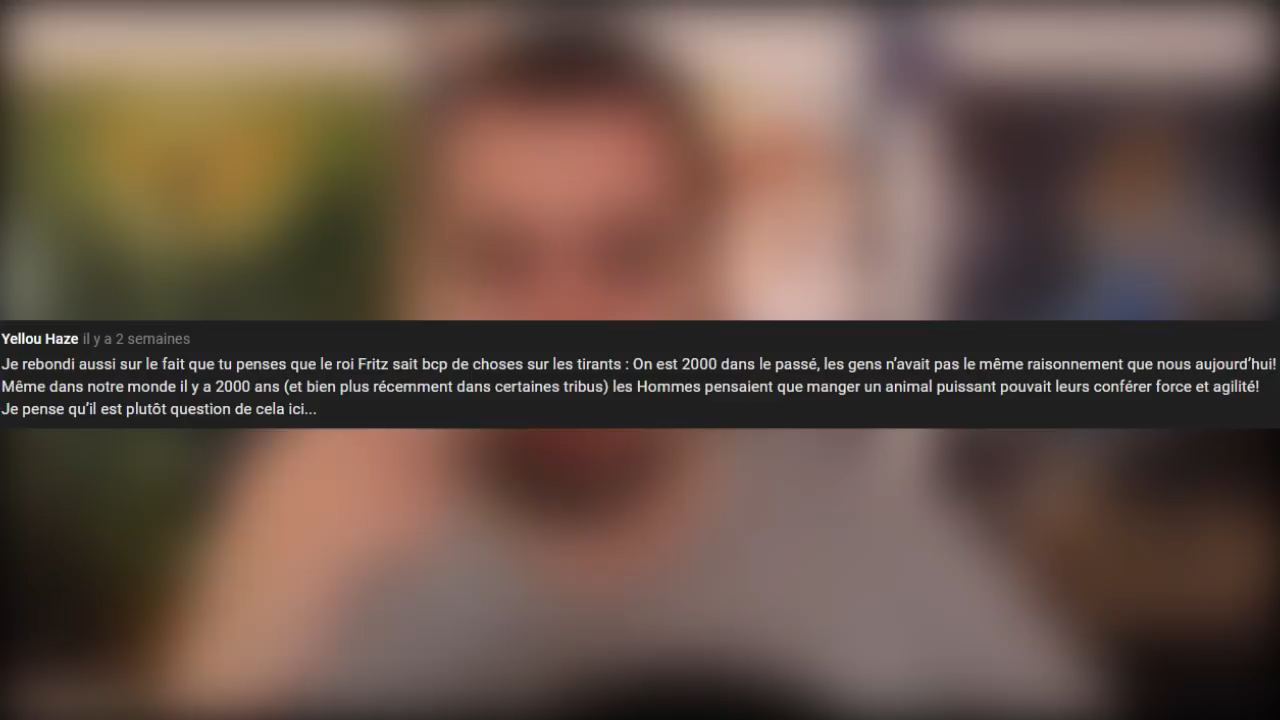 Yellou Haze il y a 2 semaines
Je rebondi aussi sur le fait que tu penses que le roi Fritz sait bcp de choses sur les tirants : On est 2000 dans le passé, les gens n'avait pas le même raisonnement que nous aujourd'hui!
Même dans notre monde il y a 2000 ans (et bien plus récemment dans certaines tribus) les Hommes pensaient que manger un animal puissant pouvait leurs conférer force et agilité!
Je pense qu'il est plutôt question de cela ici...